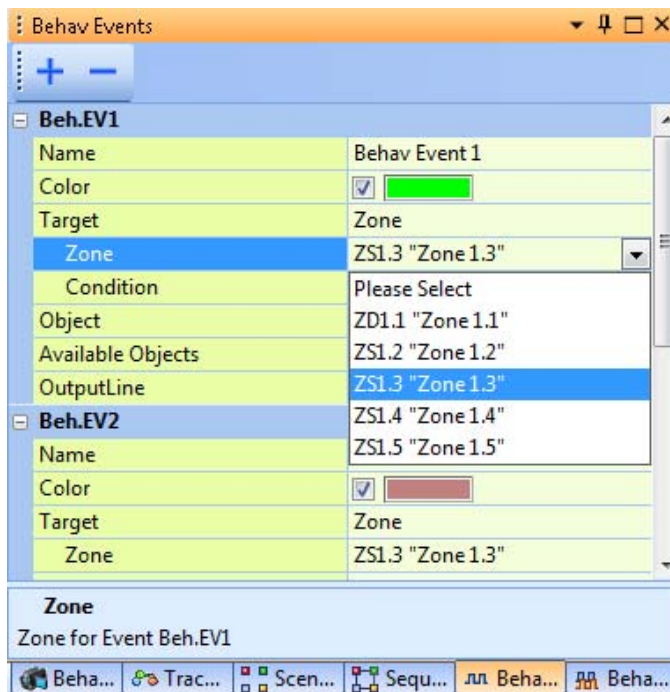 Behav Events
Beh.EV1
Name Behav Event 1
Color
Target Zone
Zone ZS1.3 "Zone 1.3"
Condition Please Select
Object ZD1.1 "Zone 1.1"
Available Objects ZS1.2 "Zone 1.2"
OutputLine ZS1.3 "Zone 1.3"
Beh.EV2 ZS1.4 "Zone 1.4"
Name ZS1.5 "Zone 1.5"
Color
Target Zone
Zone ZS1.3 "Zone 1.3"
Zone
Zone for Event Beh.EV1
Beha... Trac... Scen... Sequ... Beha... Beha...